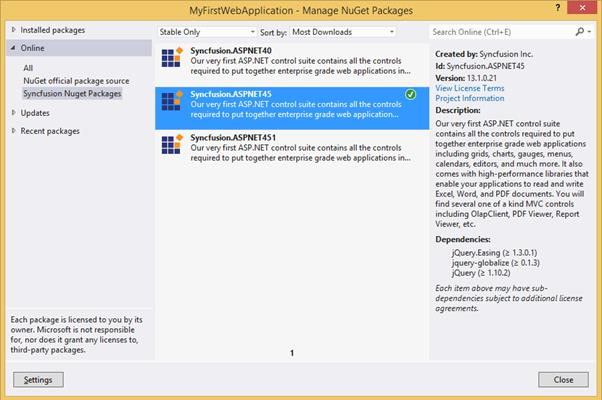 MyFirstWebApplication - Manage NuGet Packages
?
Installed packages
Online
All
NuGet official package source
Syncfusion Nuget Packages
Updates
Recent packages
Each package is licensed to you by its
owner. Microsoft is not responsible
for, nor does it grant any licenses to,
third-party packages.
Stable Only
Sort by: Most Downloads
Syncfusion.ASPNET40
Our very first ASP.NET control suite contains all the controls
required to put together enterprise grade web applications in...
Syncfusion.ASPNET45
Our very first ASP.NET control suite contains all the controls
required to put together enterprise grade web application...
Syncfusion.ASPNET451
Our very first ASP.NET control suite contains all the controls
required to put together enterprise grade web applications in...
1
Search Online (Ctrl+E)
Created by: Syncfusion Inc.
Id: Syncfusion.ASPNET45
Version: 13.1.0.21
View License Terms
Project Information
Description:
Our very first ASP.NET control suite
contains all the controls required to put
together enterprise grade web applications
including grids, charts, gauges, menus,
calendars, editors, and much more. It also
comes with high-performance libraries that
enable your applications to read and write
Excel, Word, and PDF documents. You will
find several one of a kind MVC controls
including OlapClient, PDF Viewer, Report
Viewer, etc.
Dependencies:
jQuery.Easing (≥ 1.3.0.1)
jquery-globalize (≥ 0.1.3)
jQuery (≥ 1.10.2)
Each item above may have sub-
dependencies subject to additional license
agreements.
Settings
Close